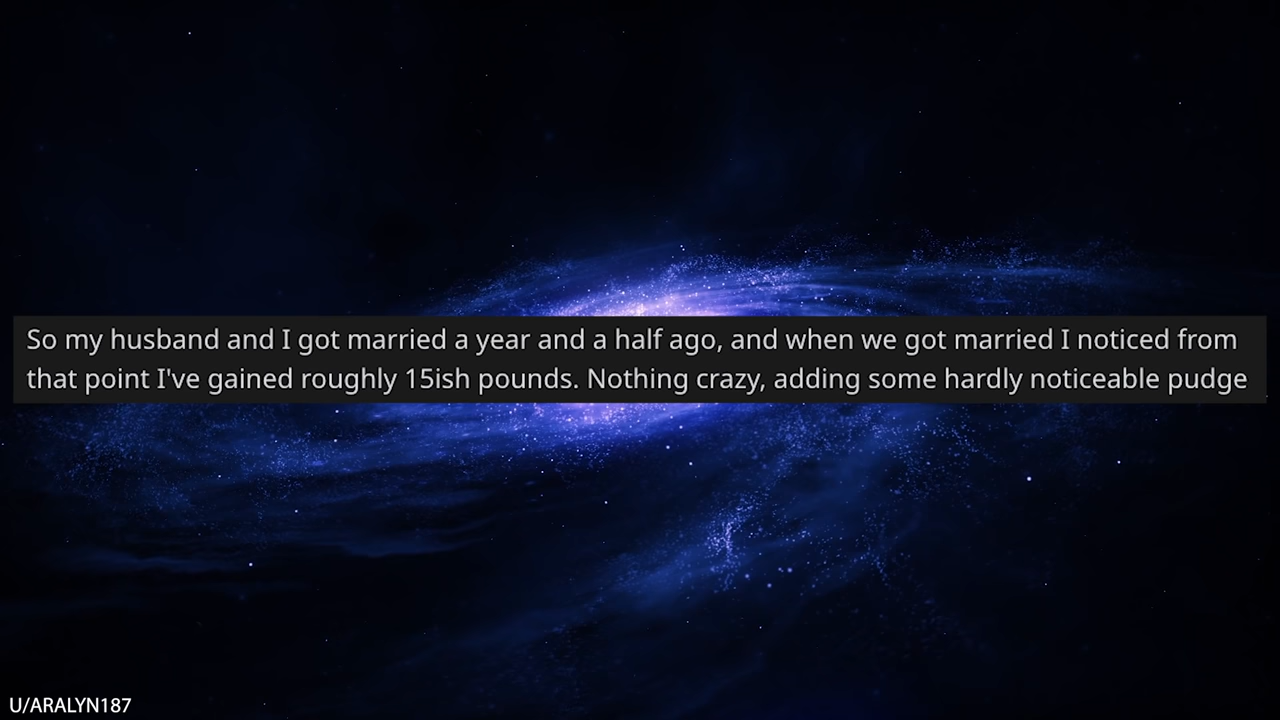 So my husband and I got married a year and a half ago, and when we got married I noticed from
that point I've gained roughly 15ish pounds. Nothing crazy, adding some hardly noticeable pudge
U/ARALYN187